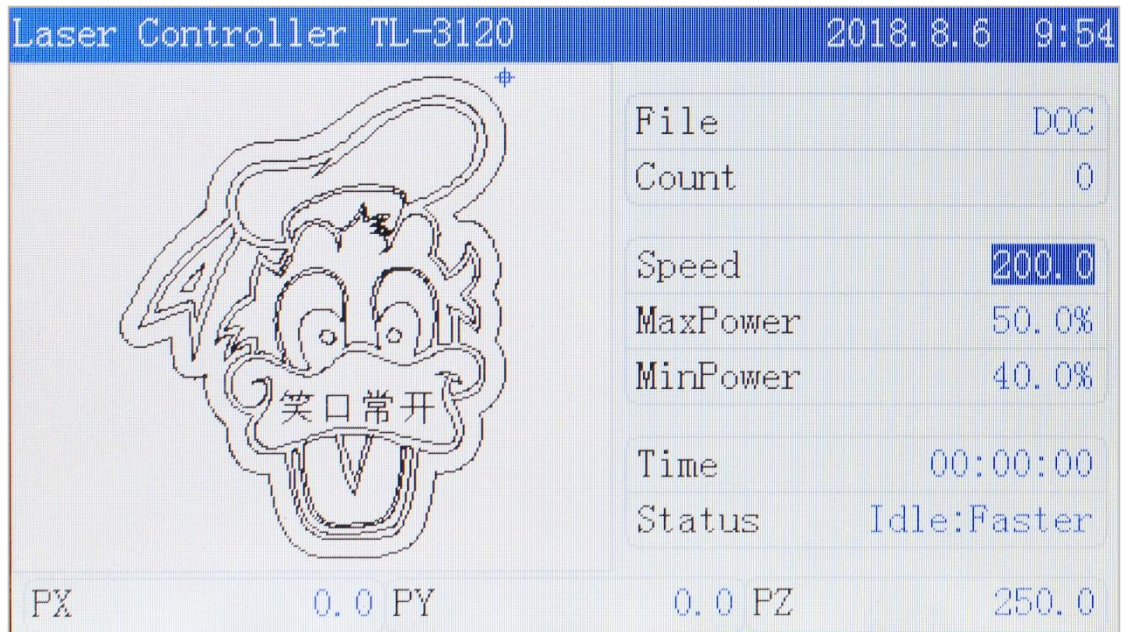 Laser Controller TL-3120 2018.8.6 9:54
File DOC
Count 0
Speed 200.0
MaxPower 50.0%
MinPower 40.0%
笑口常开
Time 00:00:00
Status Idle:Faster
PX 0.0 PY 0.0 PZ 250.0